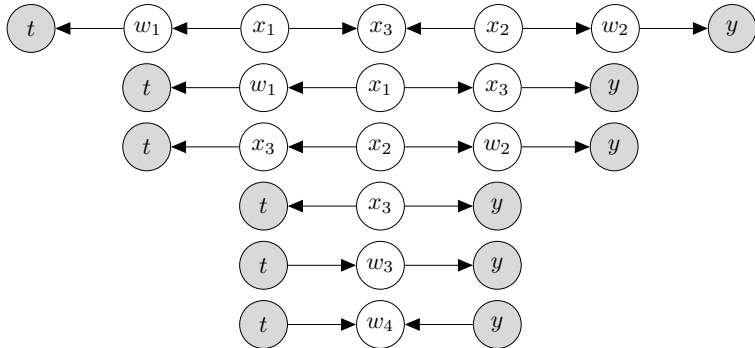 t w₁ x₁ x₃ x₂ w₂ y
t w₁ x₁ x₃ y
t x₃ x₂ w₂ y
t x₃ y
t w₃ y
t w₄ y